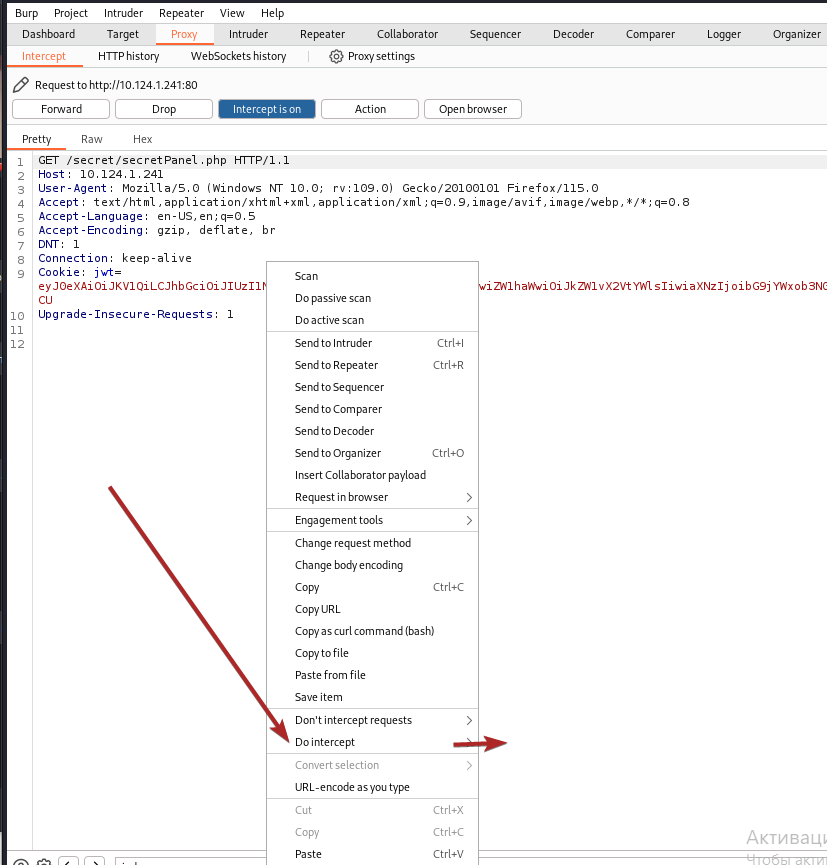 Burp Project Intruder Repeater View Help
Dashboard Target Proxy Intruder Repeater Collaborator Sequencer Decoder Comparer Logger Organizer
Intercept HTTP history WebSockets history Proxy settings
Request to http://10.124.1.241:80
Forward Drop Intercept is on Action Open browser
Pretty Raw Hex
1 GET /secret/secretPanel.php HTTP/1.1
2 Host: 10.124.1.241
3 User-Agent: Mozilla/5.0 (Windows NT 10.0; rv:109.0) Gecko/20100101 Firefox/115.0
4 Accept: text/html,application/xhtml+xml,application/xml;q=0.9,image/avif,image/webp,*/*;q=0.8
5 Accept-Language: en-US,en;q=0.5
6 Accept-Encoding: gzip, deflate, br
7 DNT: 1
8 Connection: keep-alive
9 Cookie: jwt=
CU
10 Upgrade-Insecure-Requests: 1
11
12
Scan
Do passive scan
Do active scan
Send to Intruder Ctrl+I
Send to Repeater Ctrl+R
Send to Sequencer
Send to Comparer
Send to Decoder
Send to Organizer Ctrl+O
Insert Collaborator payload
Request in browser
Engagement tools
Change request method
Change body encoding
Copy Ctrl+C
Copy URL
Copy as curl command (bash)
Copy to file
Paste from file
Save item
Don't intercept requests
Do intercept
Convert selection
URL-encode as you type
Cut Ctrl+X
Copy Ctrl+C
Paste Ctrl+V